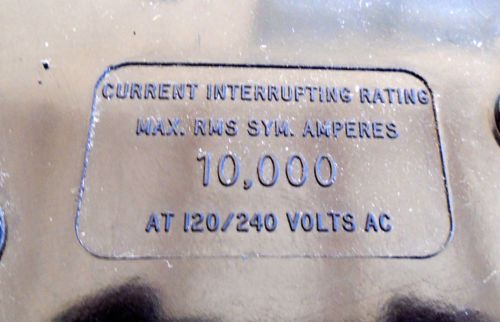 CURRENT INTERRUPTING RATING
MAX. RMS SYM. AMPERES
10,000
AT 120/240 VOLTS AC